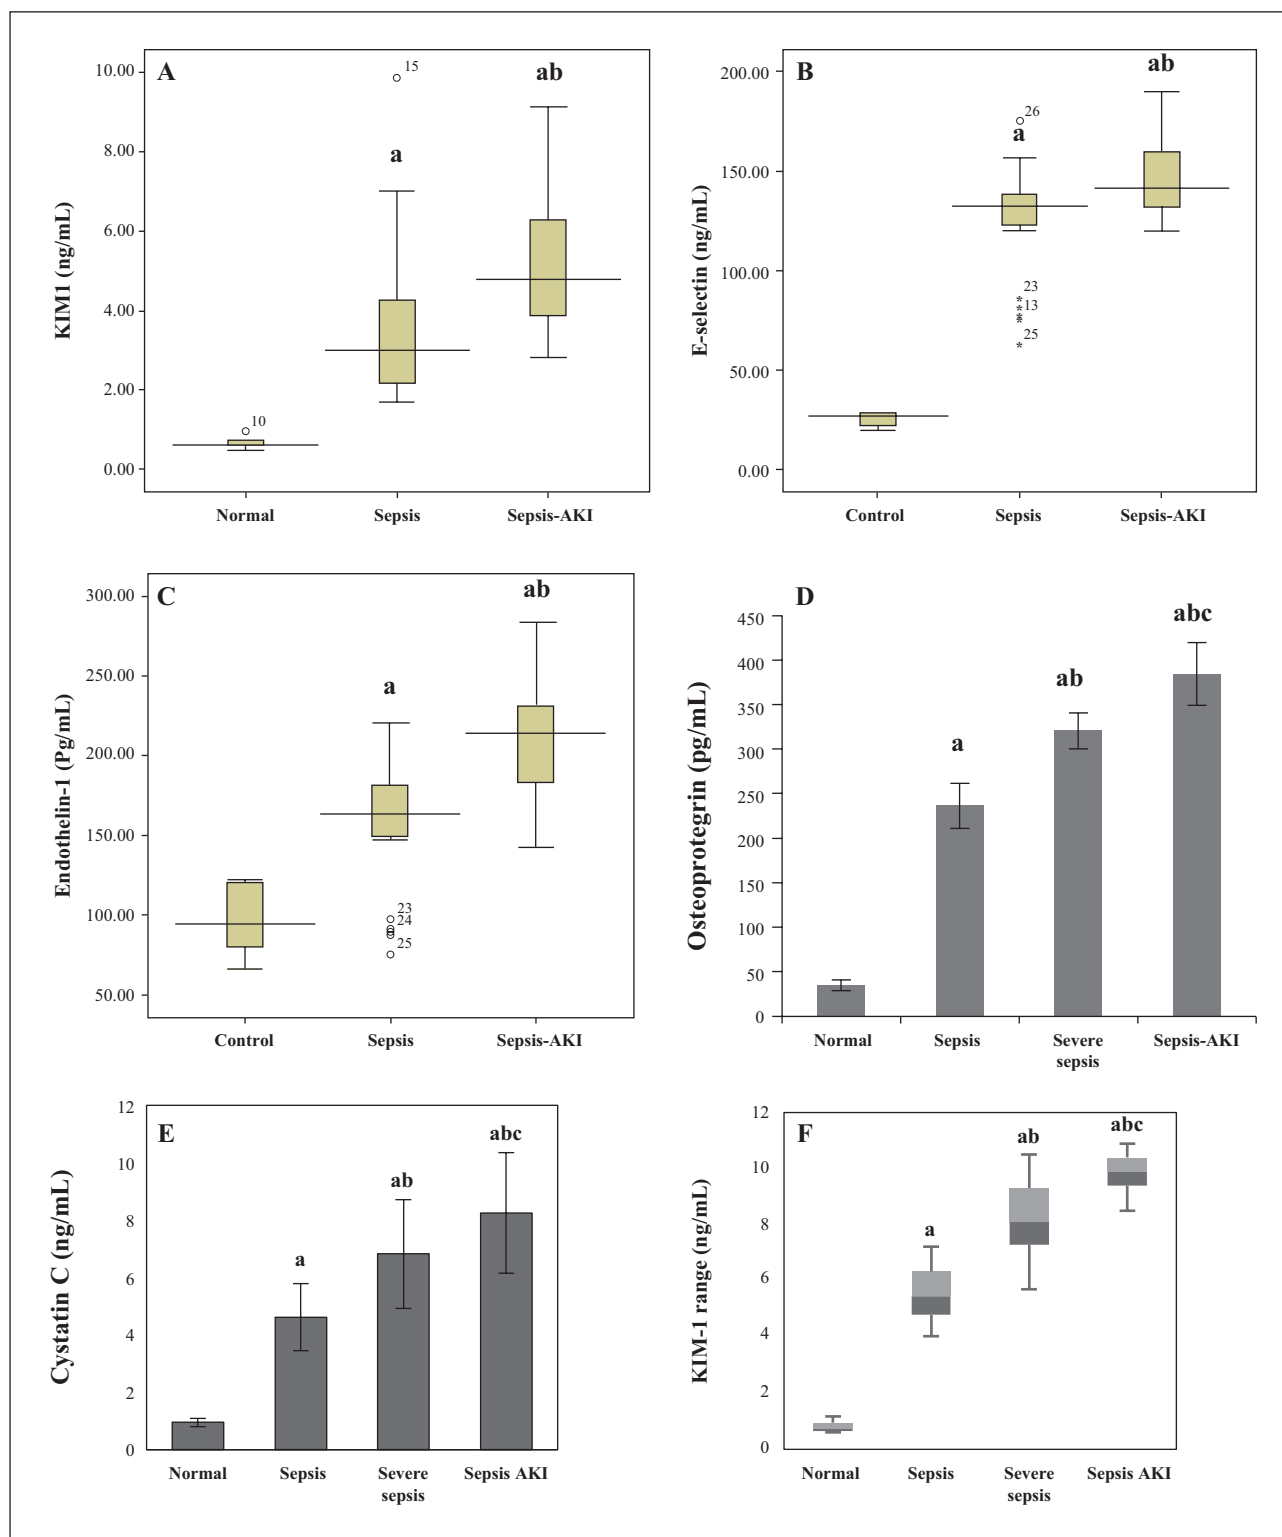 A
KIM1 (ng/mL)
10.00
8.00
6.00
4.00
2.00
0.00
10
15
a
ab
Normal Sepsis Sepsis-AKI
B
E-selectin (ng/mL)
200.00
150.00
100.00
50.00
0.00
26
a
ab
23
*13
*
*25
Control Sepsis Sepsis-AKI
C
Endothelin-1 (Pg/mL)
300.00
250.00
200.00
150.00
100.00
50.00
a
ab
23
24
25
Control Sepsis Sepsis-AKI
D
Osteoprotegrin (pg/mL)
450
400
350
300
250
200
150
100
50
0
a
ab
abc
Normal Sepsis Severe Sepsis-AKI
sepsis
E
Cystatin C (ng/mL)
12
10
8
6
4
2
0
a
ab
abc
Normal Sepsis Severe Sepsis AKI
sepsis
F
KIM-1 range (ng/mL)
12
10
8
6
4
2
0
a
ab
abc
Normal Sepsis Severe Sepsis AKI
sepsis